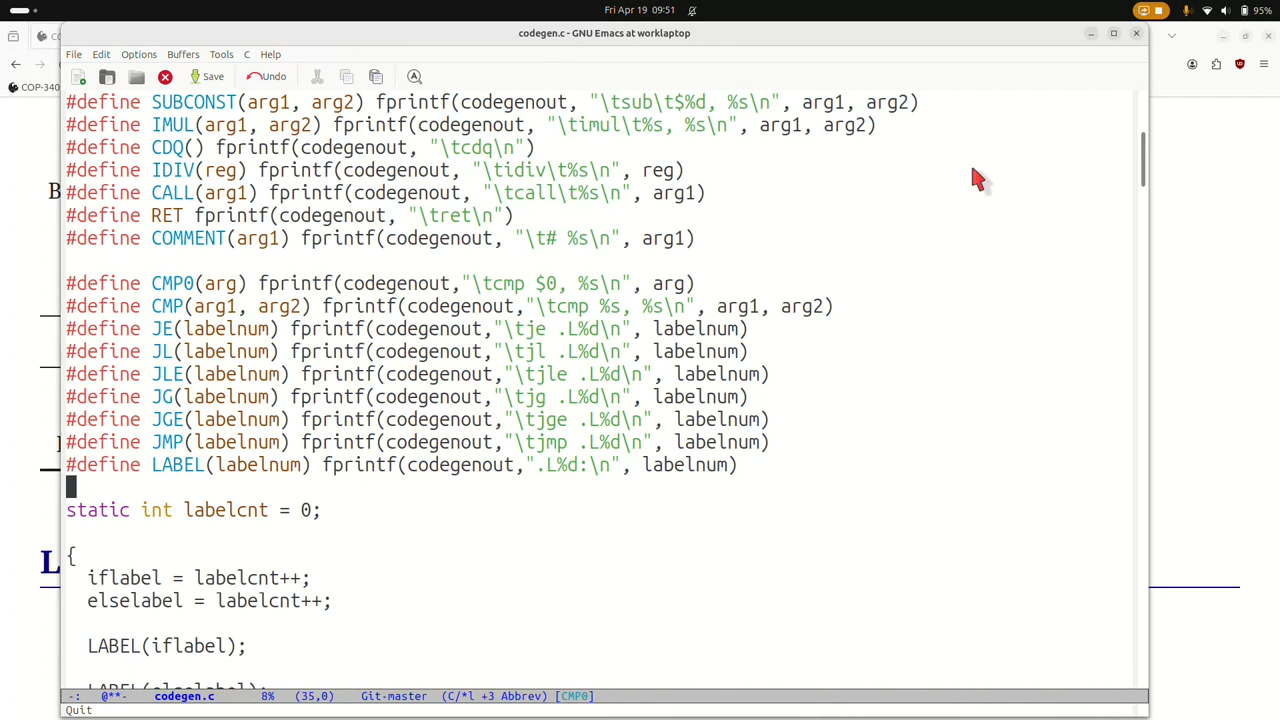 Fri Apr 19 09:51
95%
codegen.c - GNU Emacs at worklaptop
File Edit Options Buffers Tools C Help
Save Undo
COP-340
#define SUBCONST(arg1, arg2) fprintf(codegenout, "\tsub\t$%d, %s\n", arg1, arg2)
#define IMUL(arg1, arg2) fprintf(codegenout, "\timul\t%s, %s\n", arg1, arg2)
#define CDQ() fprintf(codegenout, "\tcdq\n")
#define IDIV(reg) fprintf(codegenout, "\tidiv\t%s\n", reg)
#define CALL(arg1) fprintf(codegenout, "\tcall\t%s\n", arg1)
#define RET fprintf(codegenout, "\tret\n")
#define COMMENT(arg1) fprintf(codegenout, "\t# %s\n", arg1)
#define CMP0(arg) fprintf(codegenout,"\tcmp $0, %s\n", arg)
#define CMP(arg1, arg2) fprintf(codegenout,"\tcmp %s, %s\n", arg1, arg2)
#define JE(labelnum) fprintf(codegenout,"\tje .L%d\n", labelnum)
#define JL(labelnum) fprintf(codegenout,"\tjl .L%d\n", labelnum)
#define JLE(labelnum) fprintf(codegenout,"\tjle .L%d\n", labelnum)
#define JG(labelnum) fprintf(codegenout,"\tjg .L%d\n", labelnum)
#define JGE(labelnum) fprintf(codegenout,"\tjge .L%d\n", labelnum)
#define JMP(labelnum) fprintf(codegenout,"\tjmp .L%d\n", labelnum)
#define LABEL(labelnum) fprintf(codegenout,".L%d:\n", labelnum)
static int labelcnt = 0;
{
iflabel = labelcnt++;
elselabel = labelcnt++;
LABEL(iflabel);
LABEL(elselabel);
-: @**- codegen.c 8% (35,0) Git-master (C/*l +3 Abbrev) [CMP0]
Quit